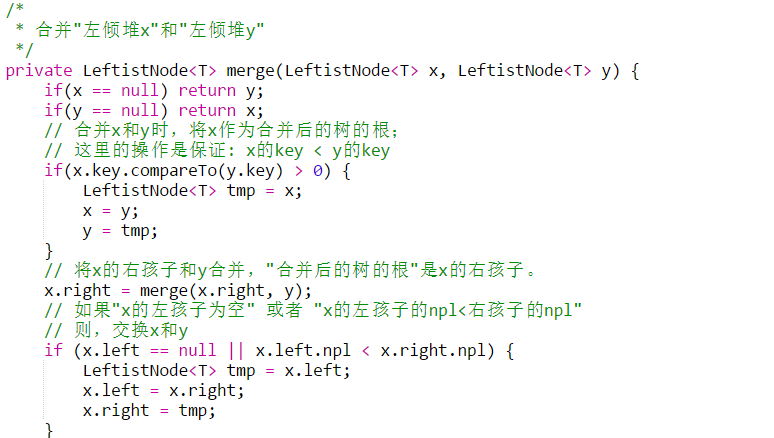 /*
 * 合并"左倾堆x"和"左倾堆y"
 */
private LeftistNode<T> merge(LeftistNode<T> x, LeftistNode<T> y) {
    if(x == null) return y;
    if(y == null) return x;
    // 合并x和y时，将x作为合并后的树的根；
    // 这里的操作是保证: x的key < y的key
    if(x.key.compareTo(y.key) > 0) {
        LeftistNode<T> tmp = x;
        x = y;
        y = tmp;
    }
    // 将x的右孩子和y合并，"合并后的树的根"是x的右孩子。
    x.right = merge(x.right, y);
    // 如果"x的左孩子为空" 或者 "x的左孩子的npl<右孩子的npl"
    // 则，交换x和y
    if (x.left == null || x.left.npl < x.right.npl) {
        LeftistNode<T> tmp = x.left;
        x.left = x.right;
        x.right = tmp;
    }